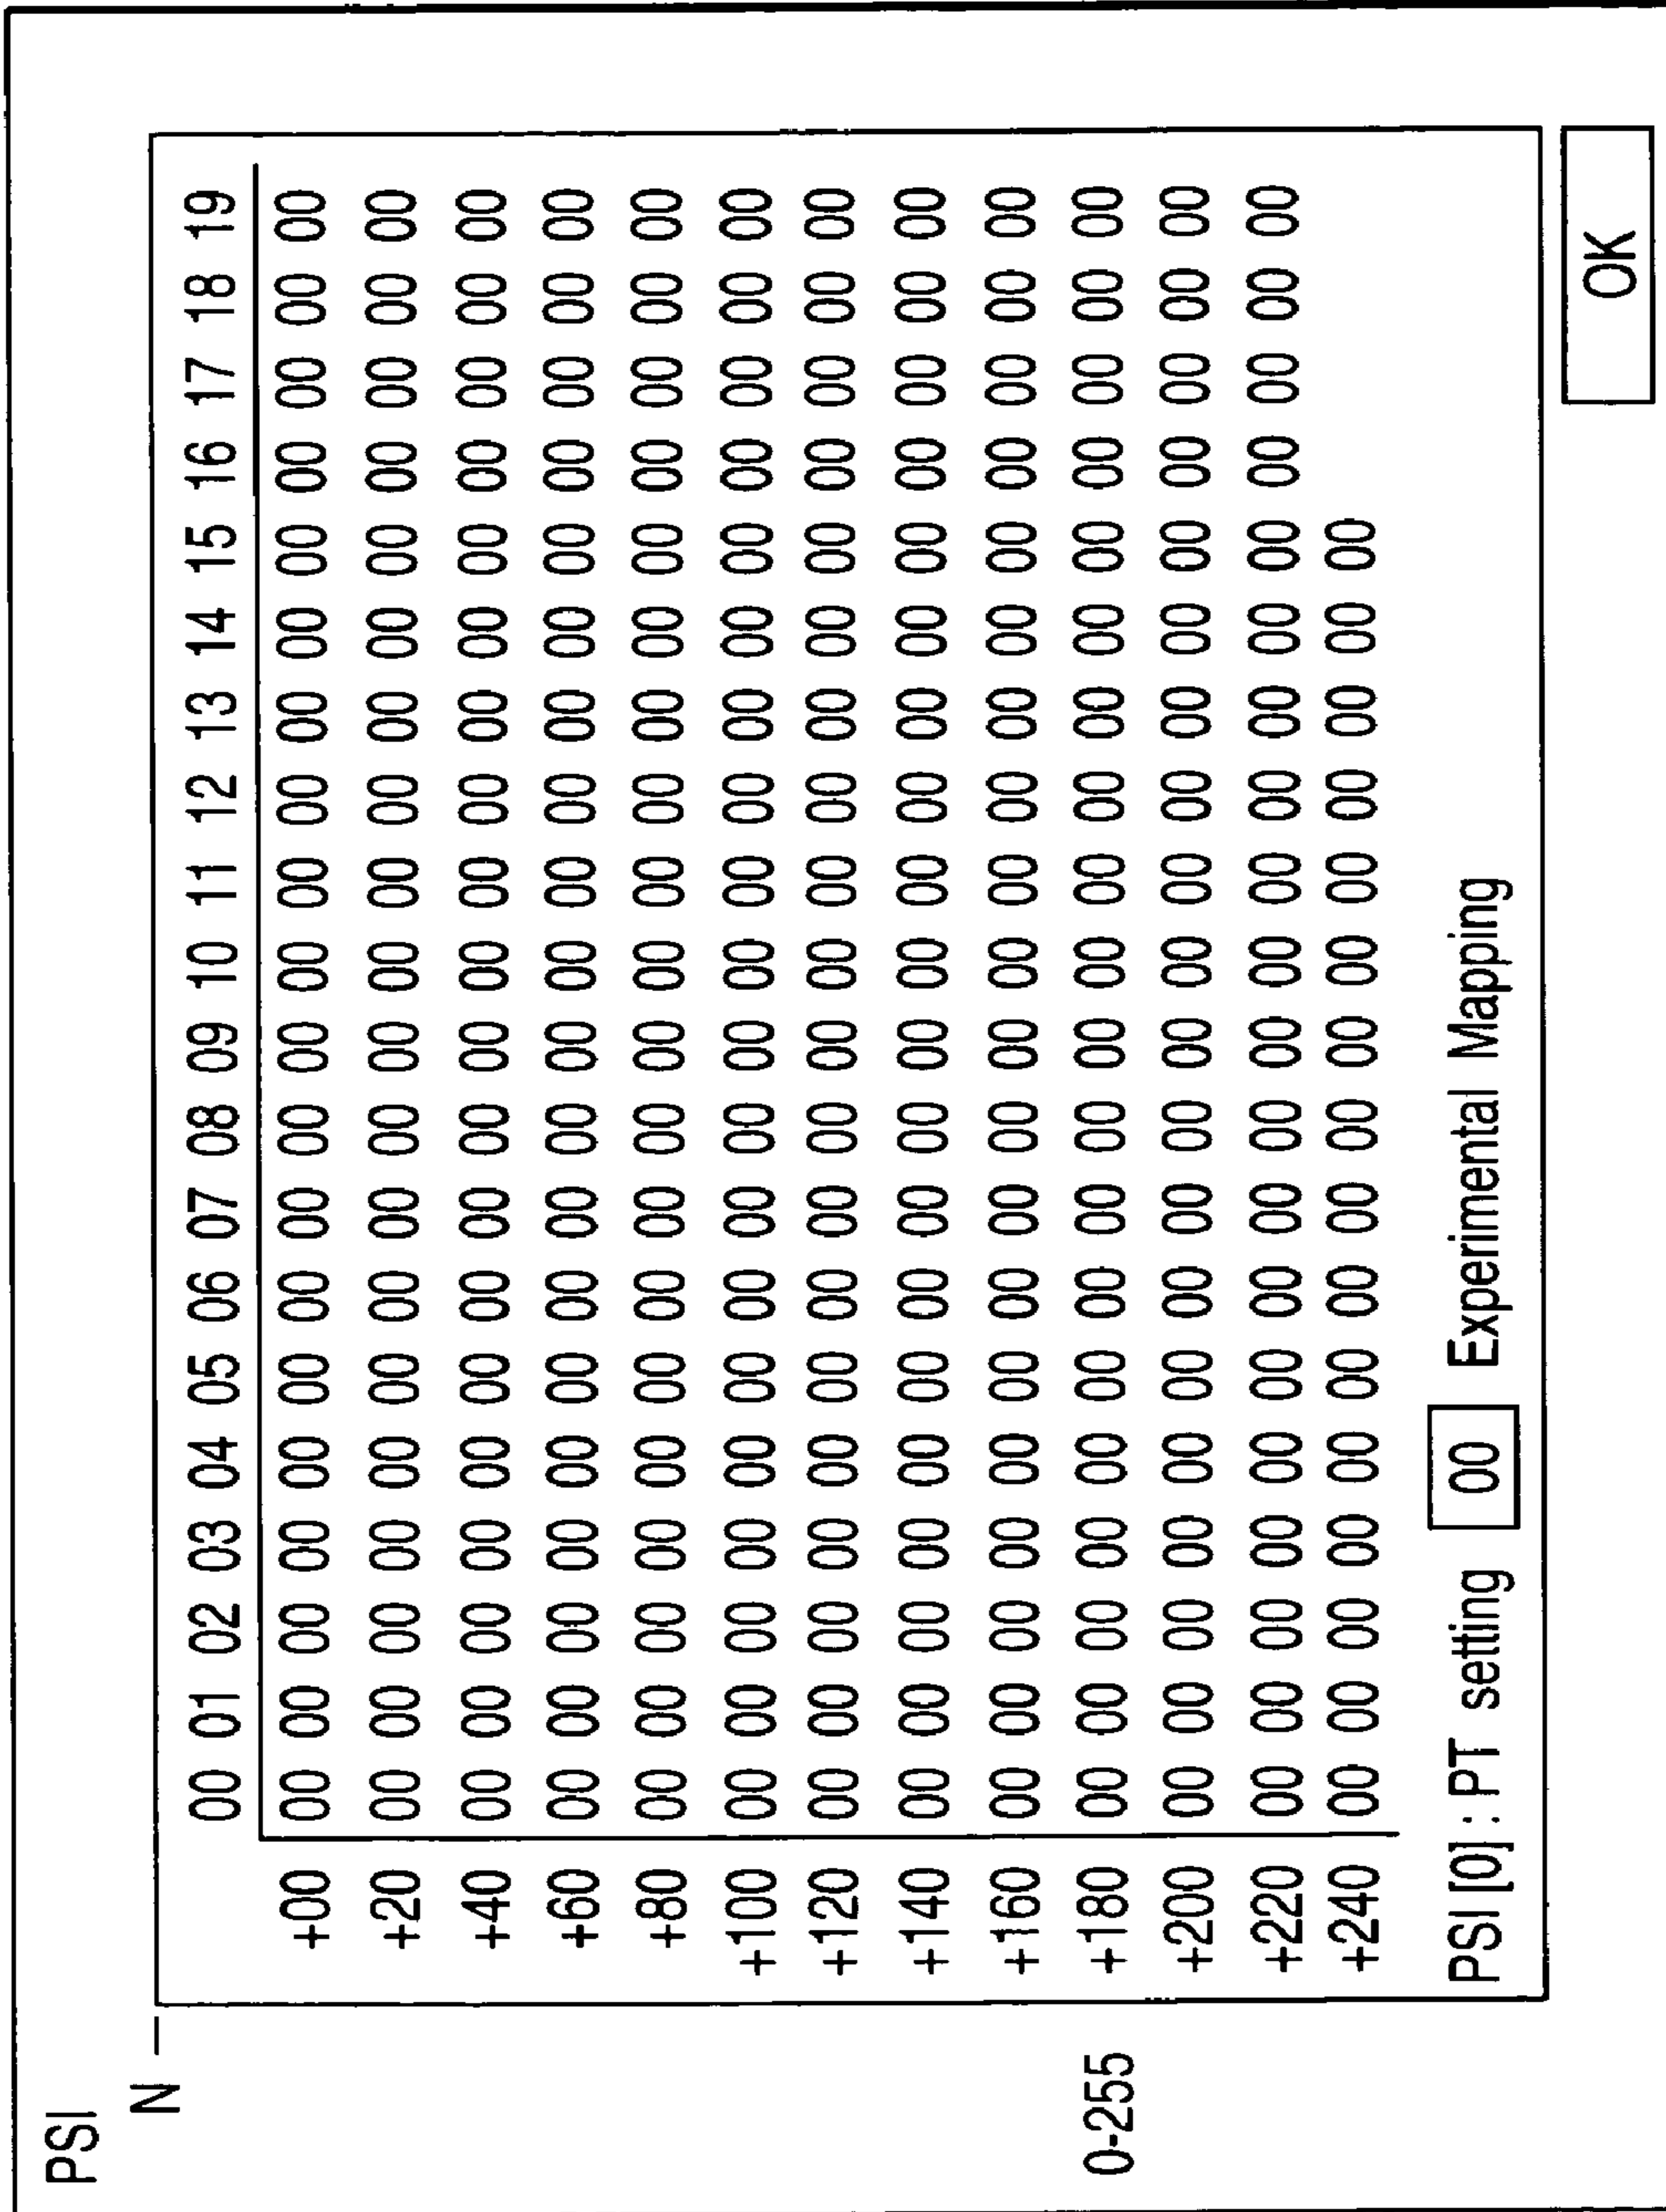 PSI
N
00 01 02 03 04 05 06 07 08 09 10 11 12 13 14 15 16 17 18 19
+00 00 00 00 00 00 00 00 00 00 00 00 00 00 00 00 00 00 00 00 00
+20 00 00 00 00 00 00 00 00 00 00 00 00 00 00 00 00 00 00 00 00
+40 00 00 00 00 00 00 00 00 00 00 00 00 00 00 00 00 00 00 00 00
+60 00 00 00 00 00 00 00 00 00 00 00 00 00 00 00 00 00 00 00 00
+80 00 00 00 00 00 00 00 00 00 00 00 00 00 00 00 00 00 00 00 00
+100 00 00 00 00 00 00 00 00 00 00 00 00 00 00 00 00 00 00 00 00
+120 00 00 00 00 00 00 00 00 00 00 00 00 00 00 00 00 00 00 00 00
+140 00 00 00 00 00 00 00 00 00 00 00 00 00 00 00 00 00 00 00 00
+160 00 00 00 00 00 00 00 00 00 00 00 00 00 00 00 00 00 00 00 00
0-255
+180 00 00 00 00 00 00 00 00 00 00 00 00 00 00 00 00 00 00 00 00
+200 00 00 00 00 00 00 00 00 00 00 00 00 00 00 00 00 00 00 00 00
+220 00 00 00 00 00 00 00 00 00 00 00 00 00 00 00 00 00 00 00 00
+240 00 00 00 00 00 00 00 00 00 00 00 00 00 00 00 00
PSI [0] : PT setting 00 Experimental Mapping
OK